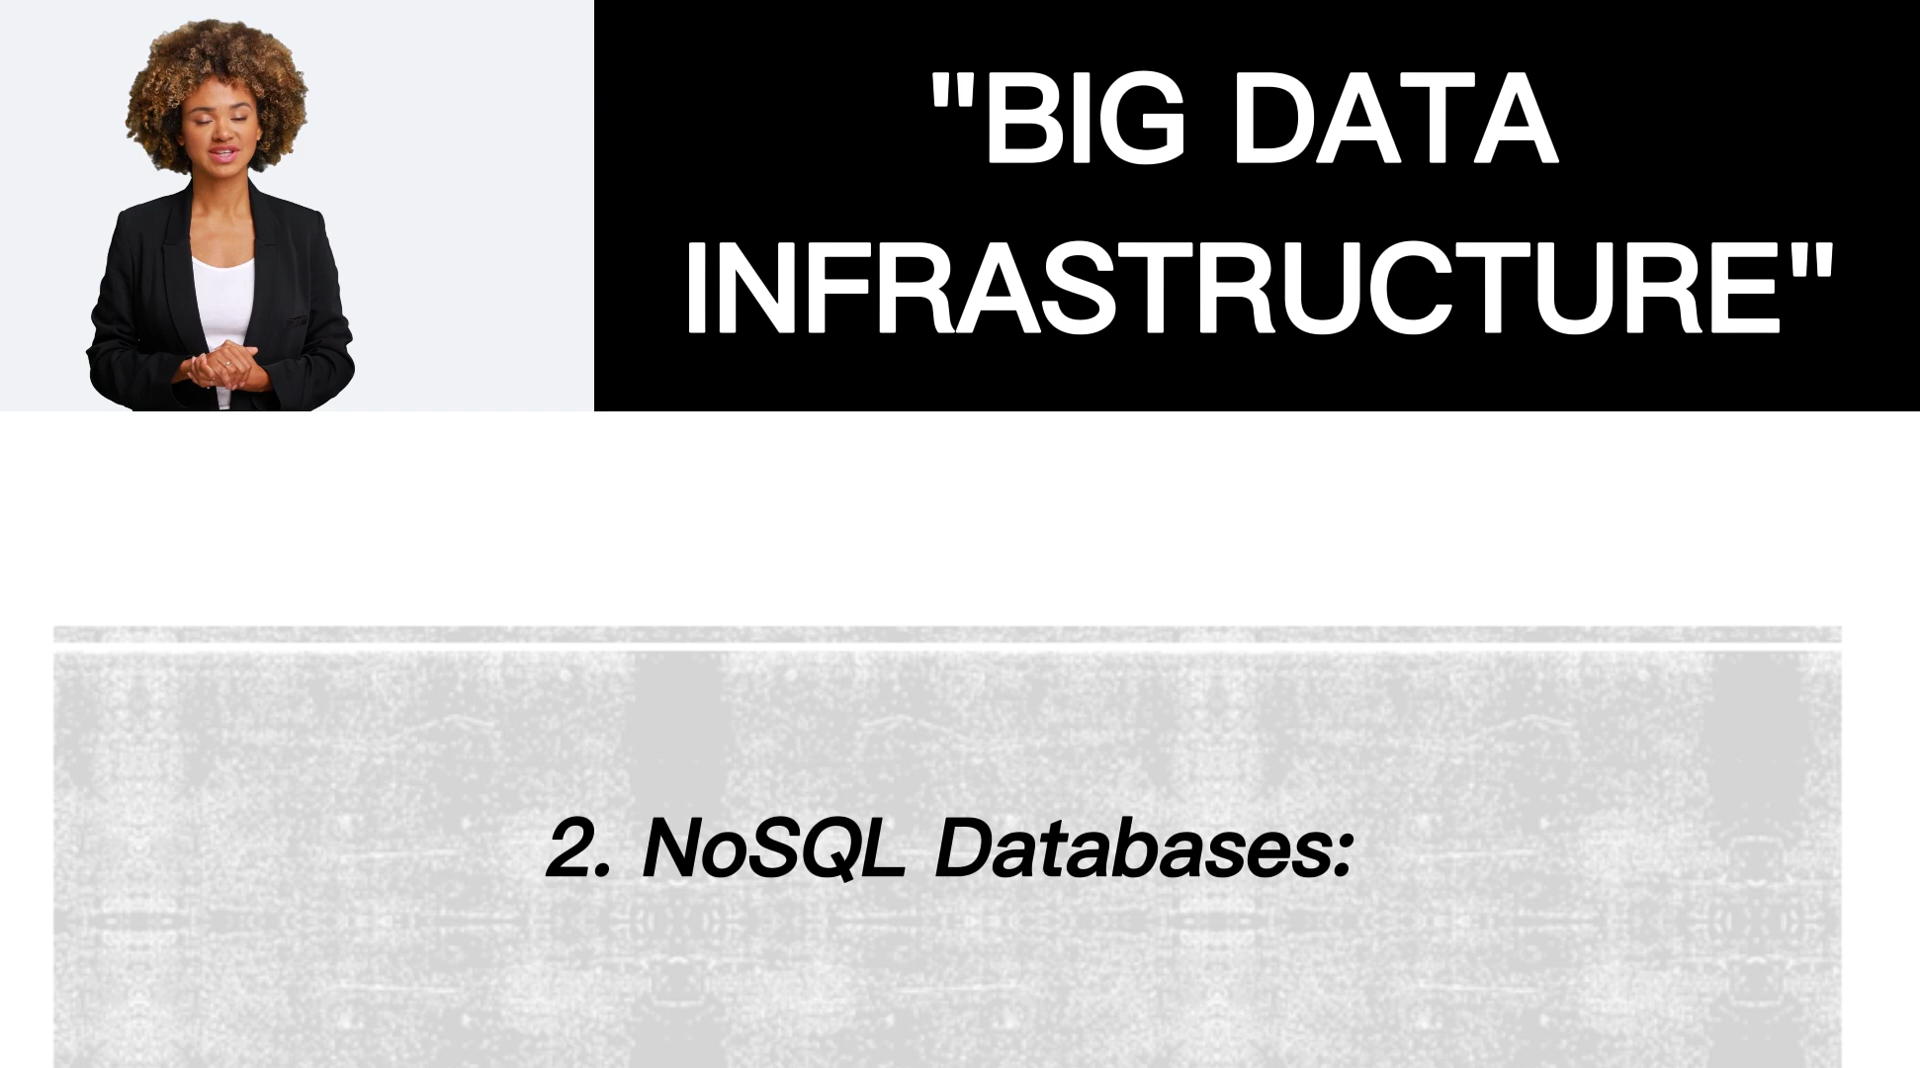 "BIG DATA
INFRASTRUCTURE"
2. NoSQL Databases: